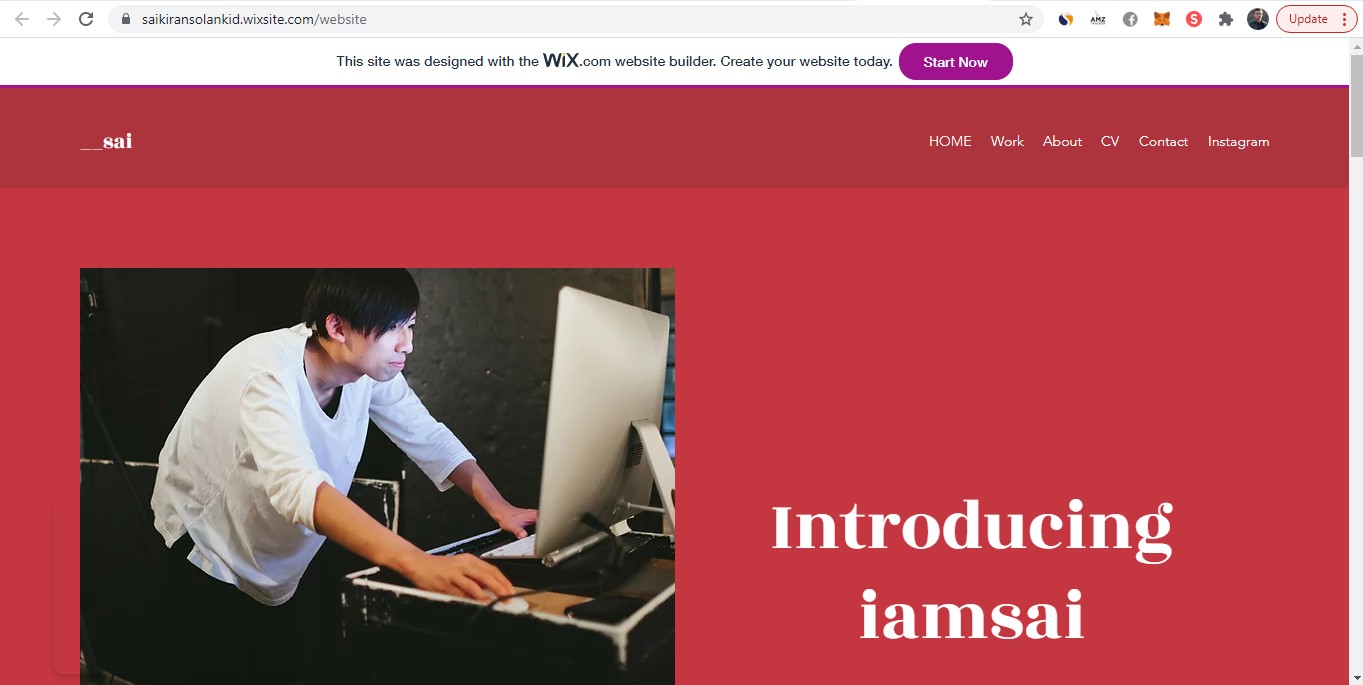 saikiransolankid.wixsite.com/website
AMZ
S
Update
This site was designed with the WiX.com website builder. Create your website today. Start Now
__sai
HOME Work About CV Contact Instagram
Introducing
iamsai